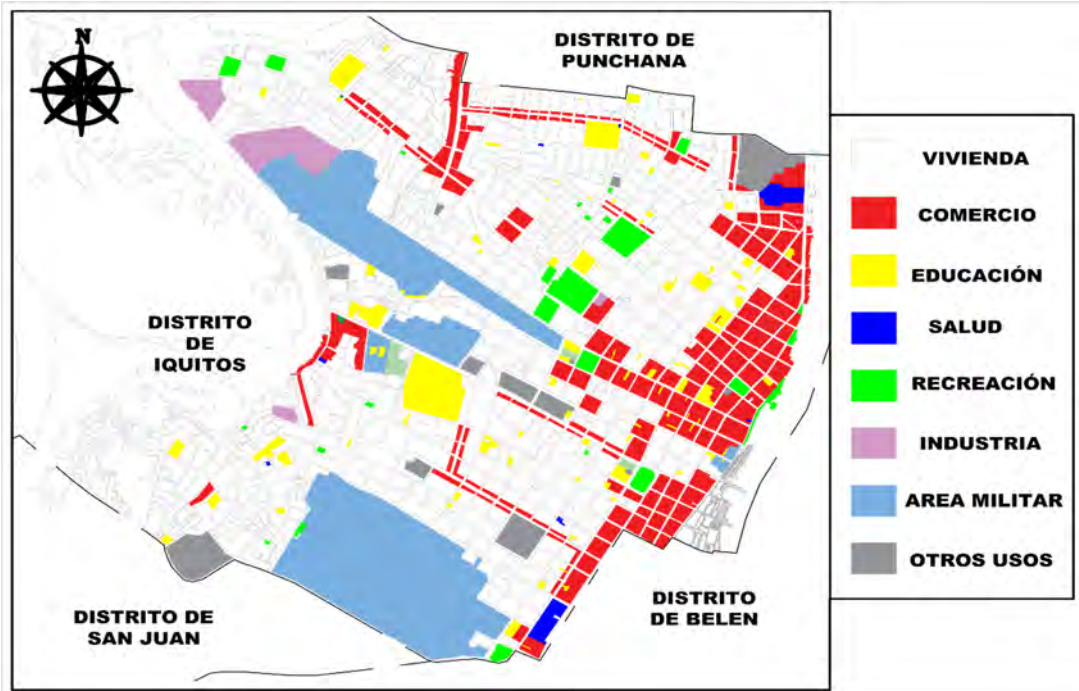 N
DISTRITO DE
PUNCHANA
DISTRITO
DE
IQUITOS
DISTRITO DE
SAN JUAN
DISTRITO
DE BELEN
VIVIENDA
COMERCIO
EDUCACIÓN
SALUD
RECREACIÓN
INDUSTRIA
AREA MILITAR
OTROS USOS